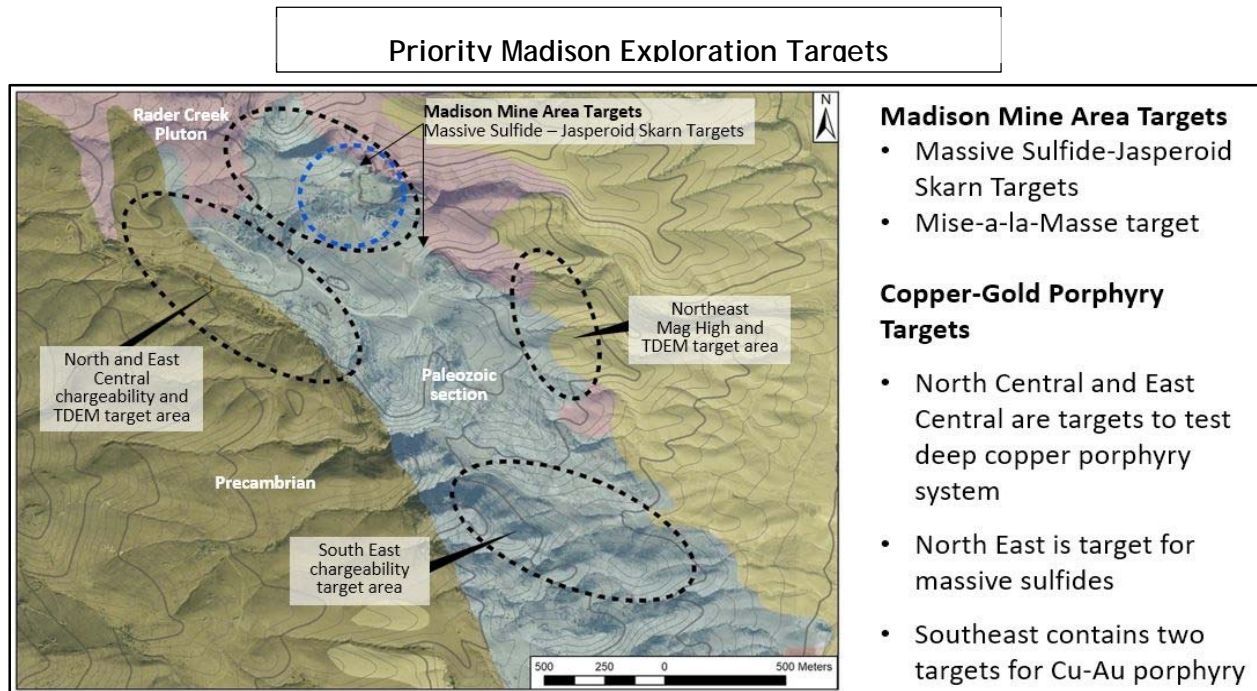 Priority Madison Exploration Targets
Rader Creek
Pluton
Madison Mine Area Targets
Massive Sulfide – Jasperoid Skarn Targets
N
North and East
Central
chargeability and
TDEM target area
Northeast
Mag High and
TDEM target area
Paleozoic
section
Precambrian
South East
chargeability
target area
500 250 0 500 Meters
Madison Mine Area Targets
• Massive Sulfide-Jasperoid
Skarn Targets
• Mise-a-la-Masse target
Copper-Gold Porphyry
Targets
• North Central and East
Central are targets to test
deep copper porphyry
system
• North East is target for
massive sulfides
• Southeast contains two
targets for Cu-Au porphyry